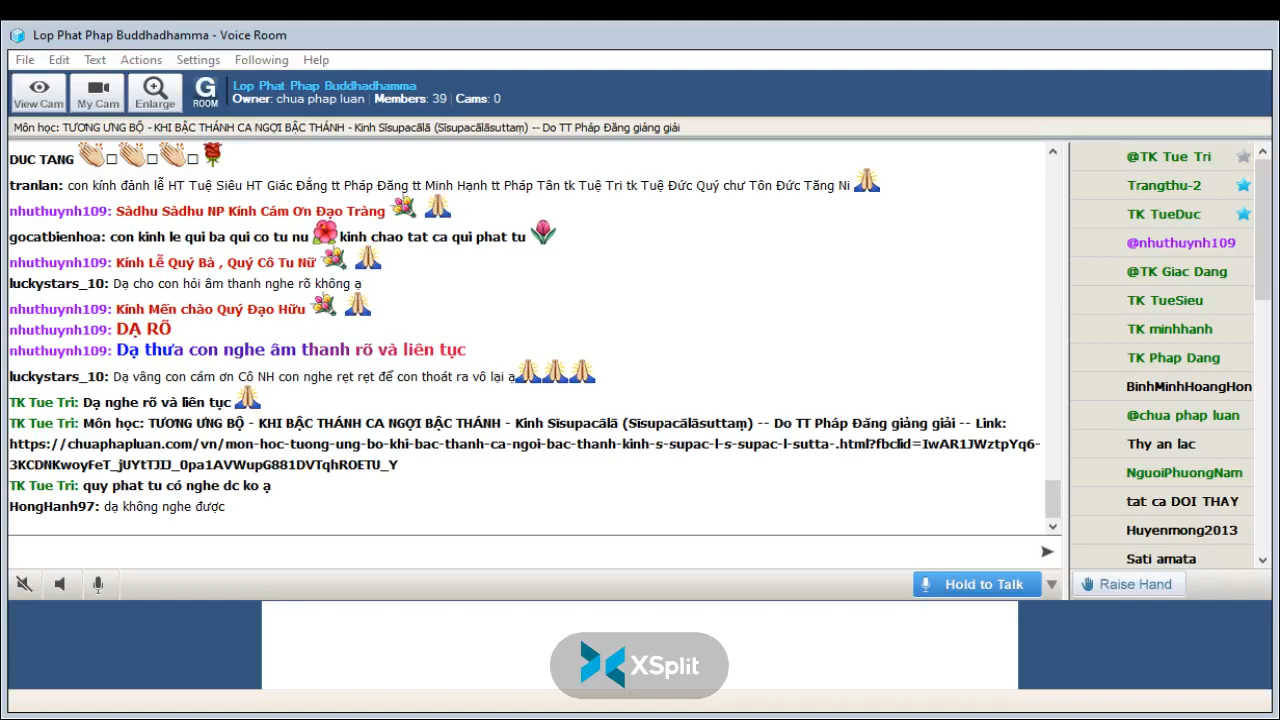 Lop Phat Phap Buddhadhamma - Voice Room
File Edit Text Actions Settings Following Help
View Cam My Cam Enlarge G ROOM
Lop Phat Phap Buddhadhamma
Owner: chua phap luan | Members: 39 | Cams: 0
Môn học: TƯƠNG ƯNG BỘ - KHI BẬC THÁNH CA NGỢI BẬC THÁNH - Kinh Sīsupacālā (Sīsupacālāsuttaṃ) -- Do TT Pháp Đăng giảng giải
DUC TANG
tranlan: con kính đảnh lễ HT Tuệ Siêu HT Giác Đẳng tt Pháp Đăng tt Minh Hạnh tt Pháp Tân tk Tuệ Tri tk Tuệ Đức Quý chư Tôn Đức Tăng Ni
nhuthuynh109: Sàdhu Sàdhu NP Kính Cám Ơn Đạo Tràng
gocatbienhoa: con kinh le qui ba qui co tu nu kinh chao tat ca qui phat tu
nhuthuynh109: Kính Lễ Quý Bà , Quý Cô Tu Nữ
luckystars_10: Dạ cho con hỏi âm thanh nghe rõ không ạ
nhuthuynh109: Kính Mến chào Quý Đạo Hữu
nhuthuynh109: DẠ RÕ
nhuthuynh109: Dạ thưa con nghe âm thanh rõ và liên tục
luckystars_10: Dạ vâng con cám ơn Cô NH con nghe rẹt rẹt để con thoát ra vô lại ạ
TK Tue Tri: Dạ nghe rõ và liên tục
TK Tue Tri: Môn học: TƯƠNG ƯNG BỘ - KHI BẬC THÁNH CA NGỢI BẬC THÁNH - Kinh Sīsupacālā (Sīsupacālāsuttaṃ) -- Do TT Pháp Đăng giảng giải -- Link:
https://chuaphapluan.com/vn/mon-hoc-tuong-ung-bo-khi-bac-thanh-ca-ngoi-bac-thanh-kinh-s-supac-l-s-supac-l-sutta-.html?fbclid=IwAR1JWztpYq6-
3KCDNKwoyFeT_jUYtTJIJ_0pa1AVWupG881DVTqhROETU_Y
TK Tue Tri: quy phat tu có nghe dc ko ạ
HongHanh97: dạ không nghe được
@TK Tue Tri
Trangthu-2
TK TueDuc
@nhuthuynh109
@TK Giac Dang
TK TueSieu
TK minhhanh
TK Phap Dang
BinhMinhHoangHon
@chua phap luan
Thy an lac
NguoiPhuongNam
tat ca DOI THAY
Huyenmong2013
Sati amata
Hold to Talk
Raise Hand
XSplit